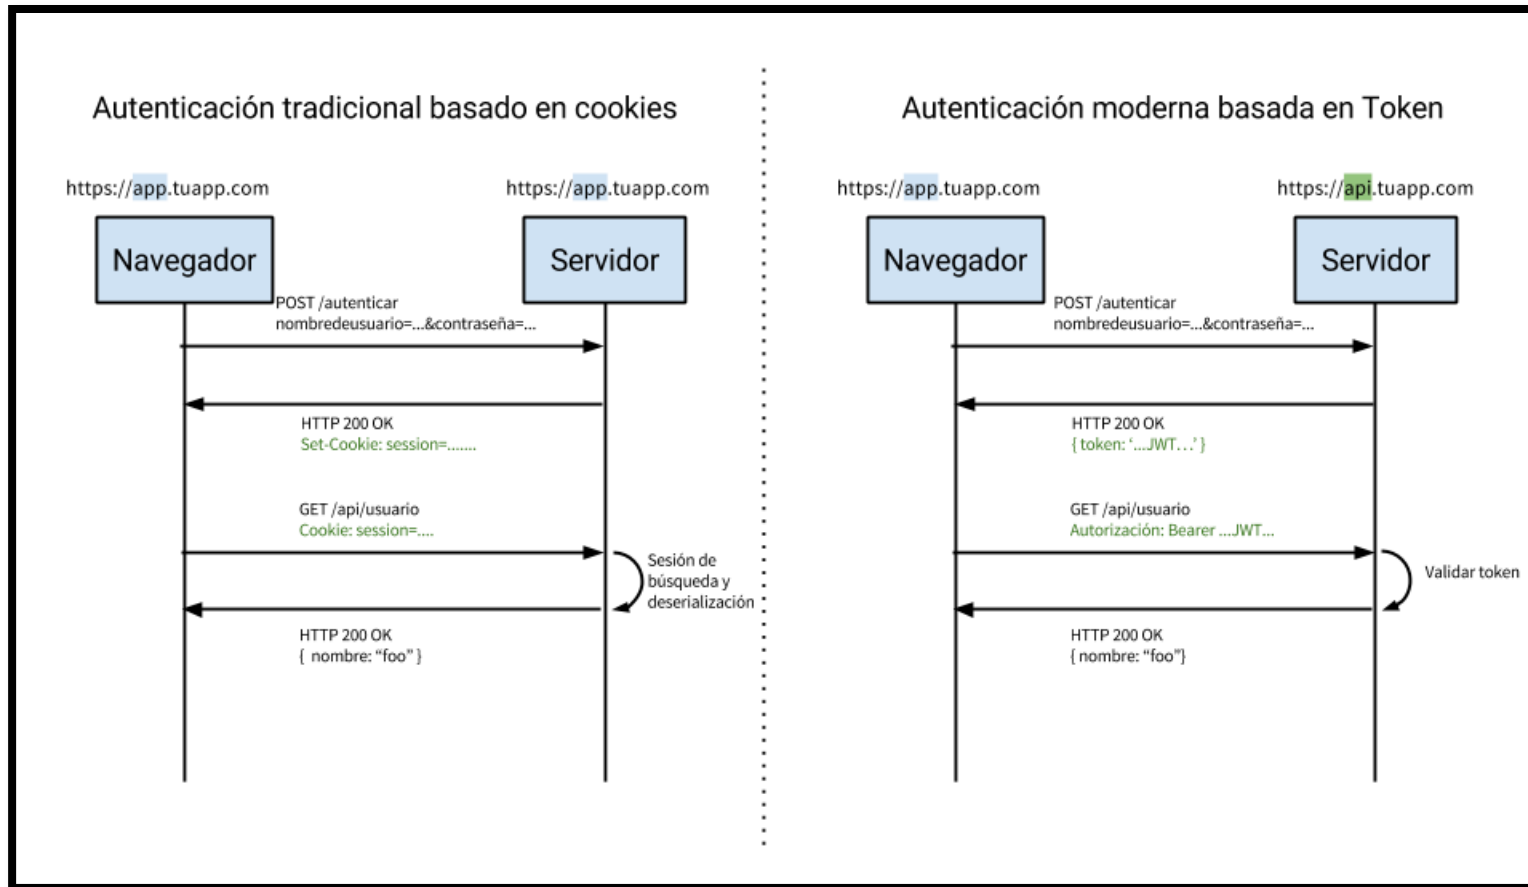 Autenticación tradicional basado en cookies
https://app.tuapp.com
https://app.tuapp.com
Navegador
Servidor
POST /autenticar
nombredeusuario=...&contraseña=...
HTTP 200 OK
Set-Cookie: session=.......
GET /api/usuario
Cookie: session=....
Sesión de
búsqueda y
deserialización
HTTP 200 OK
{ nombre: “foo” }
Autenticación moderna basada en Token
https://app.tuapp.com
https://api.tuapp.com
Navegador
Servidor
POST /autenticar
nombredeusuario=...&contraseña=...
HTTP 200 OK
{ token: ‘...JWT...’ }
GET /api/usuario
Autorización: Bearer ...JWT...
Validar token
HTTP 200 OK
{ nombre: “foo”}